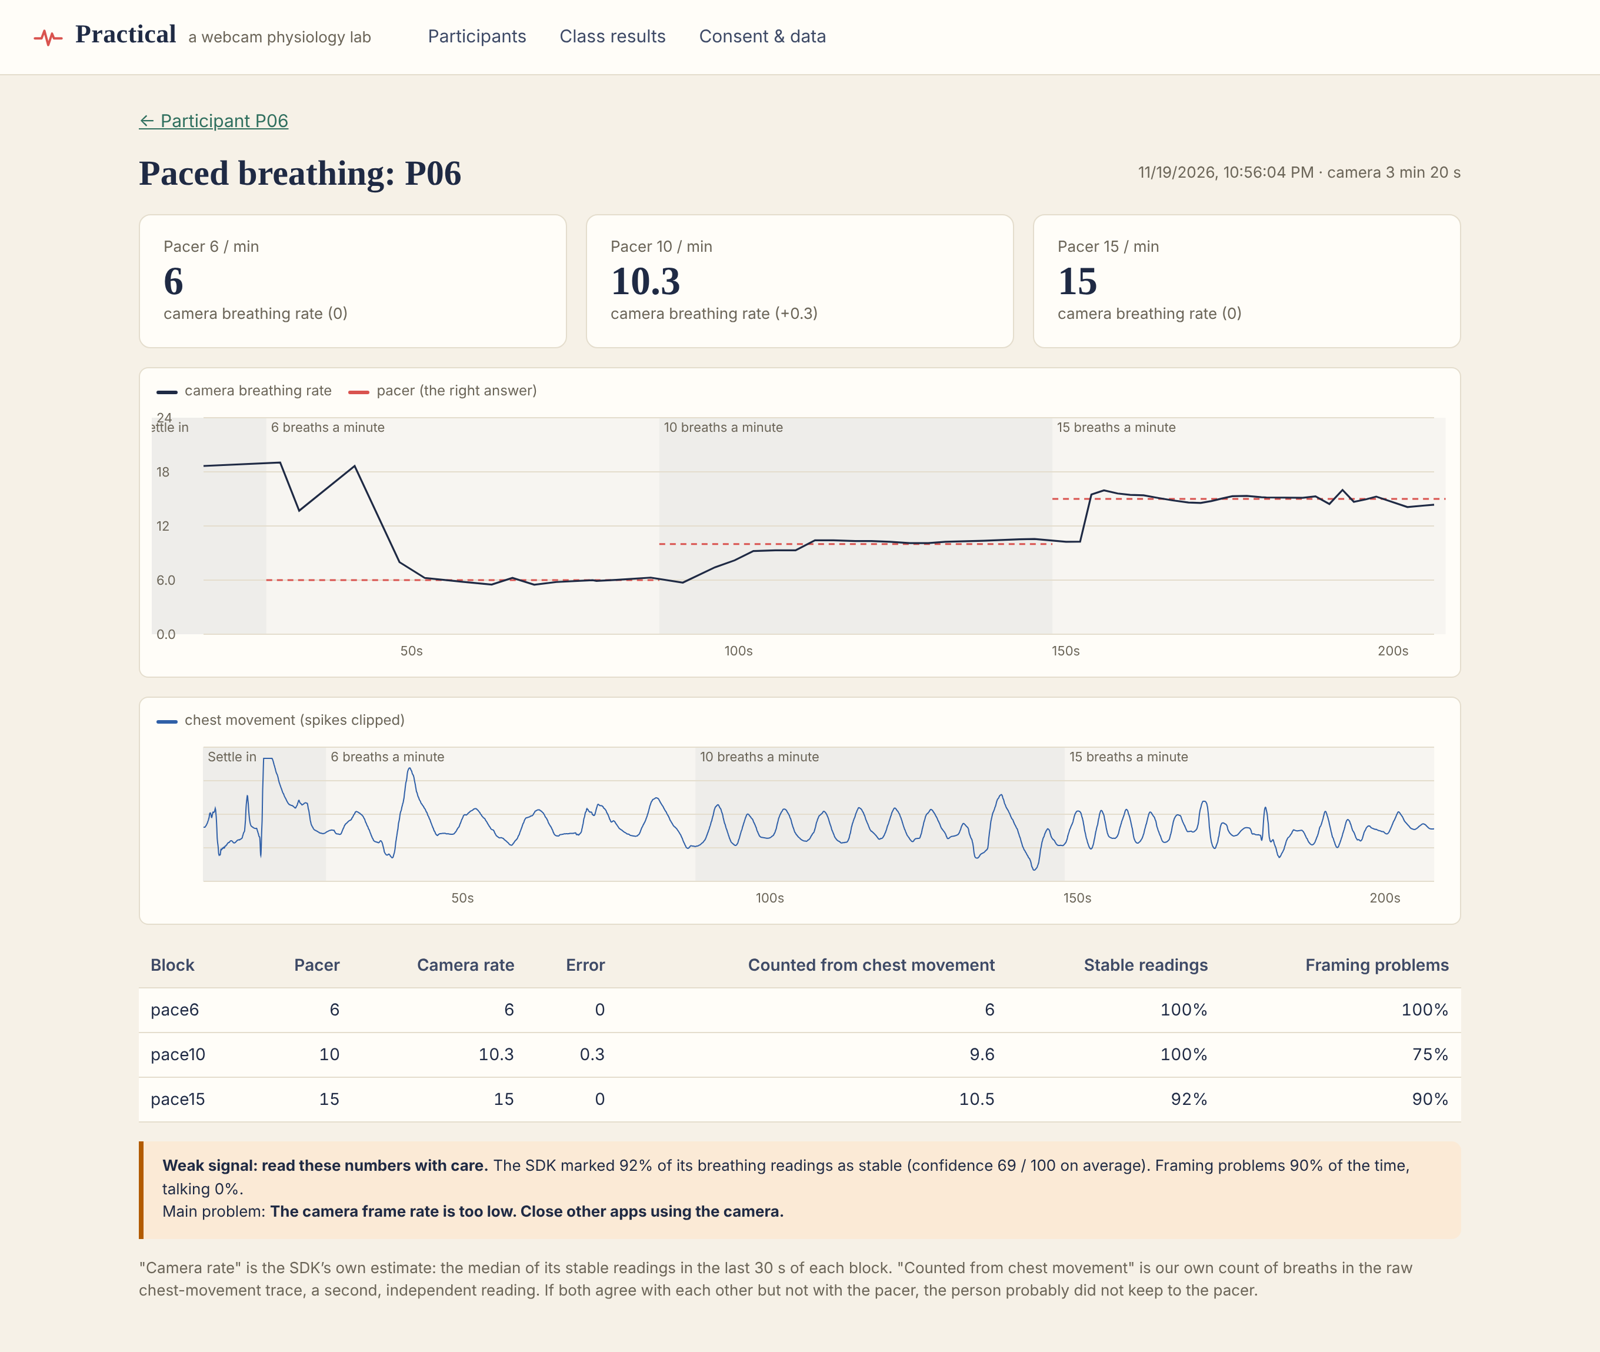 Practical a webcam physiology lab Participants Class results Consent & data
← Participant P06
Paced breathing: P06
11/19/2026, 10:56:04 PM · camera 3 min 20 s
Pacer 6 / min
6
camera breathing rate (0)
Pacer 10 / min
10.3
camera breathing rate (+0.3)
Pacer 15 / min
15
camera breathing rate (0)
camera breathing rate pacer (the right answer)
24
ettle in 6 breaths a minute 10 breaths a minute 15 breaths a minute
18
12
6.0
0.0
50s 100s 150s 200s
chest movement (spikes clipped)
Settle in 6 breaths a minute 10 breaths a minute 15 breaths a minute
50s 100s 150s 200s
Block Pacer Camera rate Error Counted from chest movement Stable readings Framing problems
pace6 6 6 0 6 100% 100%
pace10 10 10.3 0.3 9.6 100% 75%
pace15 15 15 0 10.5 92% 90%
Weak signal: read these numbers with care. The SDK marked 92% of its breathing readings as stable (confidence 69 / 100 on average). Framing problems 90% of the time,
talking 0%.
Main problem: The camera frame rate is too low. Close other apps using the camera.
"Camera rate" is the SDK's own estimate: the median of its stable readings in the last 30 s of each block. "Counted from chest movement" is our own count of breaths in the raw
chest-movement trace, a second, independent reading. If both agree with each other but not with the pacer, the person probably did not keep to the pacer.